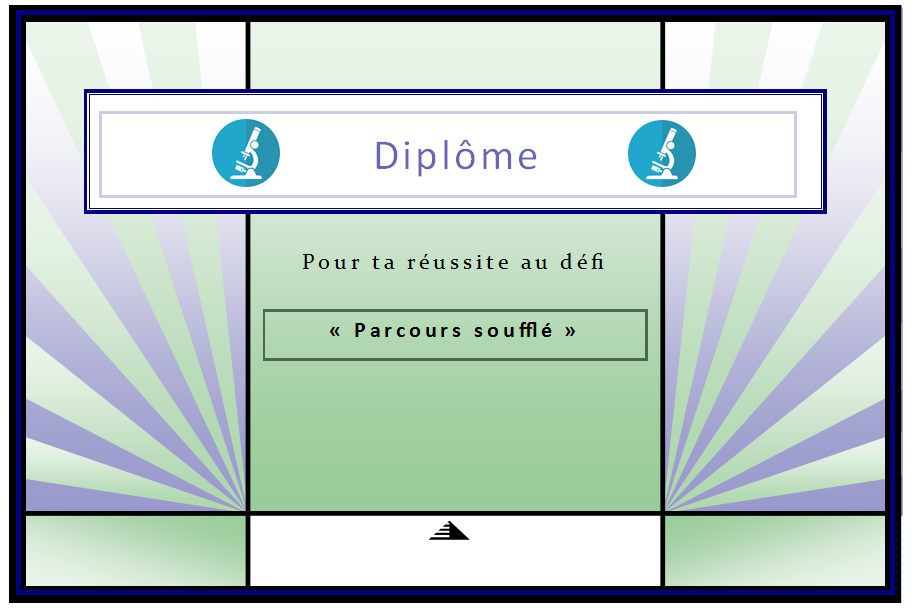 Diplôme
Pour ta réussite au défi
« Parcours soufflé »